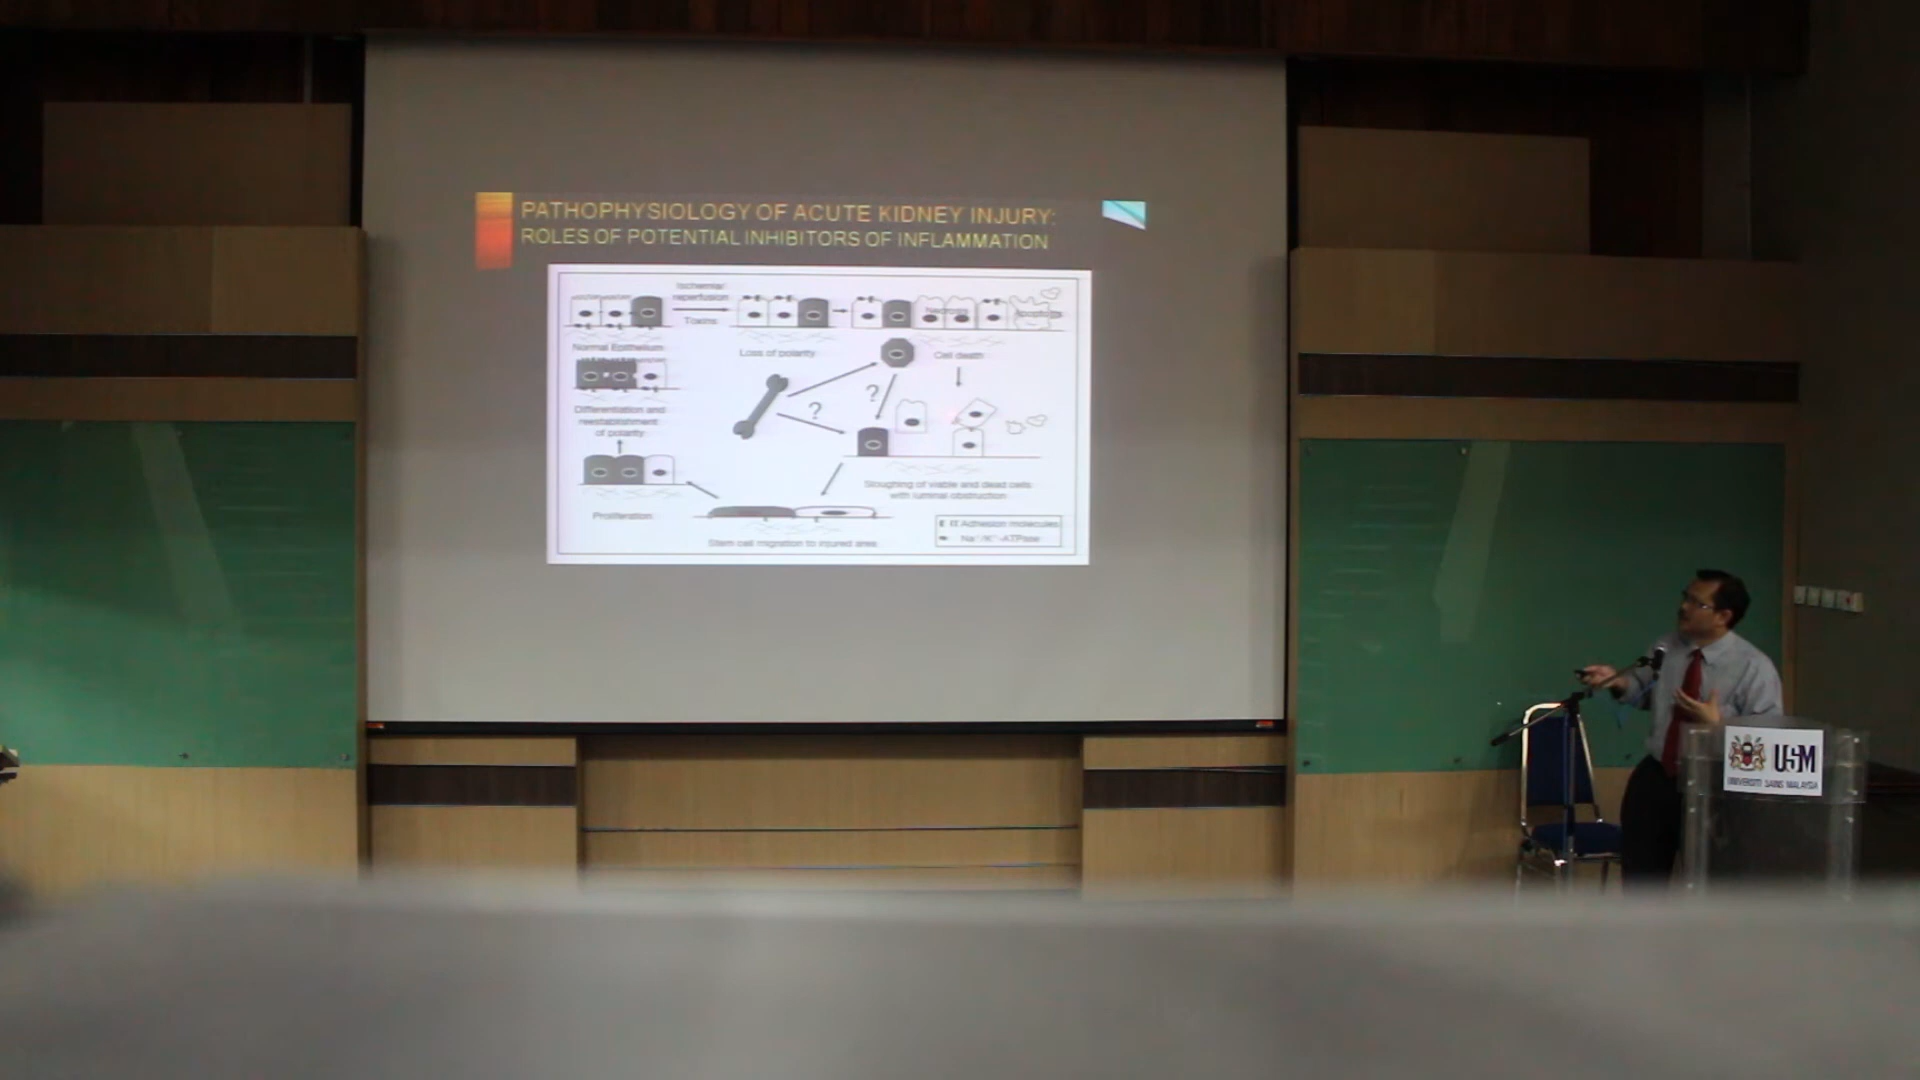 PATHOPHYSIOLOGY OF ACUTE KIDNEY INJURY:
ROLES OF POTENTIAL INHIBITORS OF INFLAMMATION
Ischemia/
reperfusion
Toxins
Necrosis
Apoptosis
Normal Epithelium
Loss of polarity
Cell death
?
?
Differentiation and
reestablishment
of polarity
Sloughing of viable and dead cells
with luminal obstruction
Proliferation
Stem cell migration to injured area
Adhesion molecules
Na⁺/K⁺-ATPase
USM
UNIVERSITI SAINS MALAYSIA